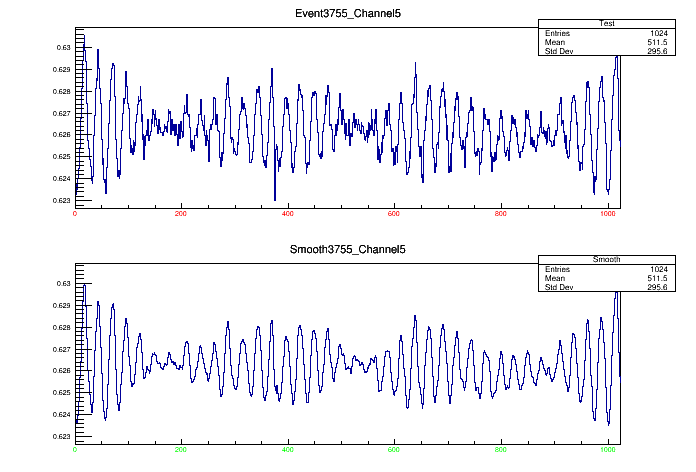 Event3755_Channel5
Test
Entries 1024
Mean 511.5
Std Dev 295.6
0.63
0.629
0.628
0.627
0.626
0.625
0.624
0.623
0 200 400 600 800 1000
Smooth3755_Channel5
Smooth
Entries 1024
Mean 511.5
Std Dev 295.6
0.63
0.629
0.628
0.627
0.626
0.625
0.624
0.623
0 200 400 600 800 1000